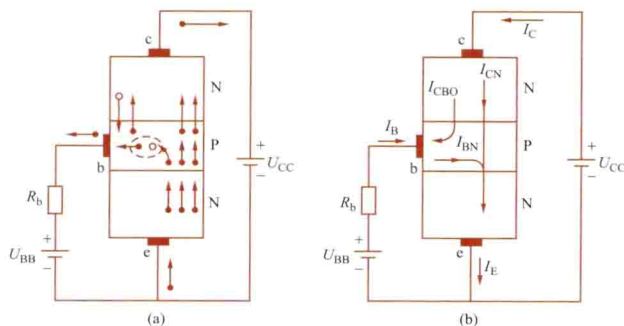 c
N
P
b
N
e
R_b
+
U_BB
−
+
U_CC
−
(a)
I_C
c
I_CN
N
I_CBO
I_B
I_BN
P
b
N
e
I_E
R_b
+
U_BB
−
+
U_CC
−
(b)